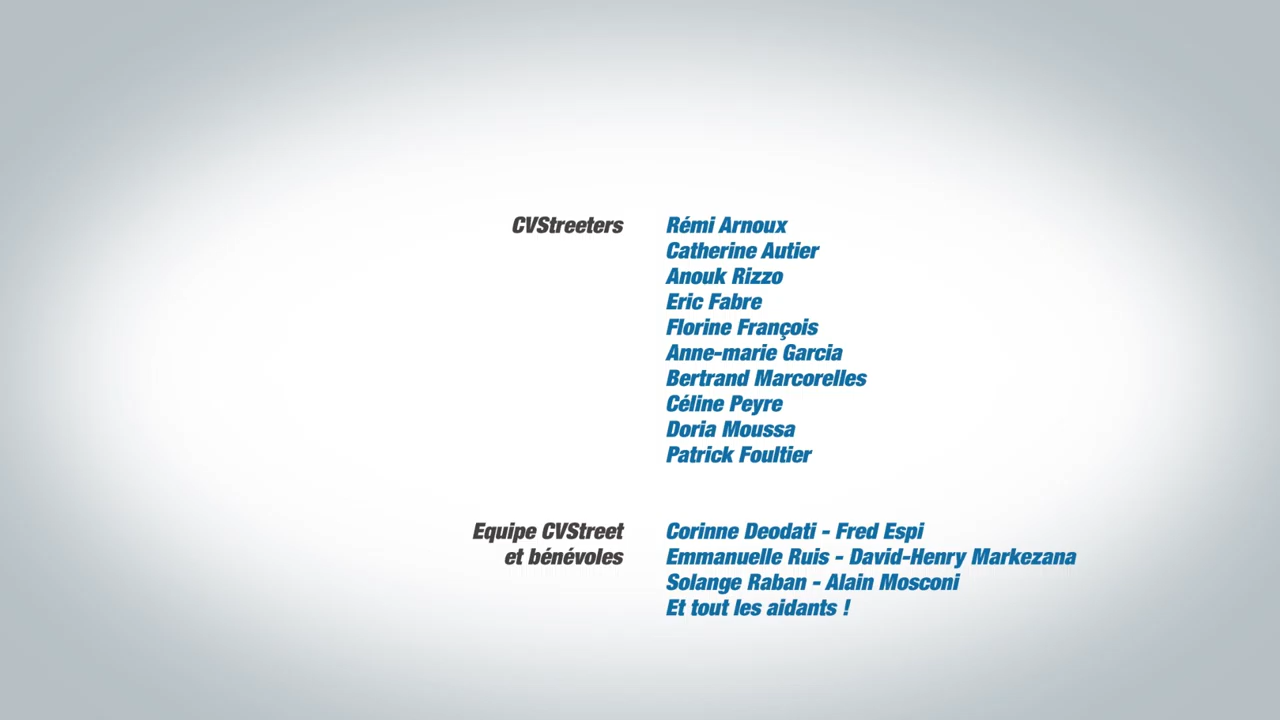 CVStreeters Rémi Arnoux
Catherine Autier
Anouk Rizzo
Eric Fabre
Florine François
Anne-marie Garcia
Bertrand Marcorelles
Céline Peyre
Doria Moussa
Patrick Foultier
Equipe CVStreet Corinne Deodati - Fred Espi
et bénévoles Emmanuelle Ruis - David-Henry Markezana
Solange Raban - Alain Mosconi
Et tout les aidants !